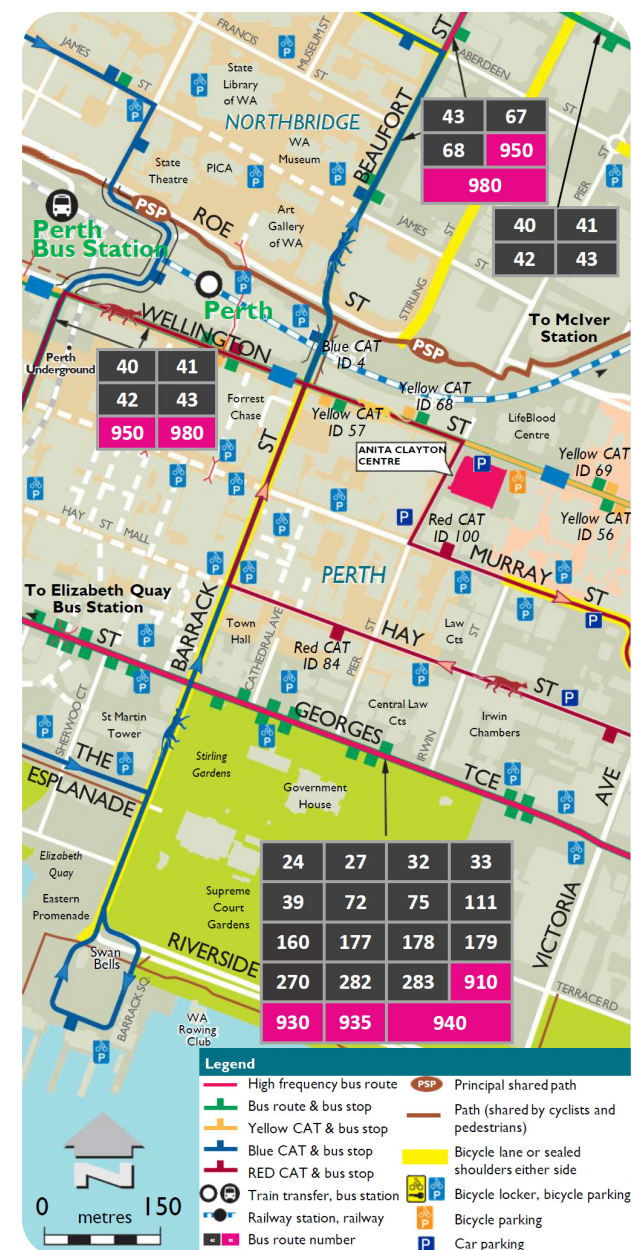 FRANCIS
ST
MUSEUM ST
JAMES
ST
ST
ABERDEEN
ST
State
Library
of WA
NORTHBRIDGE
WA
Museum
BEAUFORT
43 67
68 950
980
PIER
ST
State
Theatre
PICA
Art
Gallery
of WA
JAMES
ST
40 41
42 43
PSP
ROE
ST
Perth
Bus Station
Perth
STIRLING
ST
To McIver
Station
PSP
WELLINGTON
ST
Perth
Underground
40 41
42 43
950 980
Blue CAT
ID 4
Yellow CAT
ID 68
Forrest
Chase
Yellow CAT
ID 57
LifeBlood
Centre
ANITA CLAYTON
CENTRE
Yellow CAT
ID 69
ST
Red CAT
ID 100
Yellow CAT
ID 56
HAY ST MALL
MURRAY
ST
PERTH
To Elizabeth Quay
Bus Station
ST
BARRACK
Town
Hall
CATHEDRAL AVE
Red CAT
ID 84
HAY
ST
PIER
ST
Law
Cts
ST
IRWIN
SHERWOOD CT
St Martin
Tower
GEORGES
TCE
Central Law
Cts
Irwin
Chambers
THE
ESPLANADE
Stirling
Gardens
Government
House
AVE
VICTORIA
24 27 32 33
39 72 75 111
160 177 178 179
270 282 283 910
930 935 940
Elizabeth
Quay
Eastern
Promenade
Supreme
Court
Gardens
RIVERSIDE
Swan
Bells
BARRACK SQ.
WA
Rowing
Club
TERRACE RD
Legend
High frequency bus route
Bus route & bus stop
Yellow CAT & bus stop
Blue CAT & bus stop
RED CAT & bus stop
Train transfer, bus station
Railway station, railway
Bus route number
PSP Principal shared path
Path (shared by cyclists and
pedestrians)
Bicycle lane or sealed
shoulders either side
Bicycle locker, bicycle parking
Bicycle parking
P Car parking
N
0 150
metres